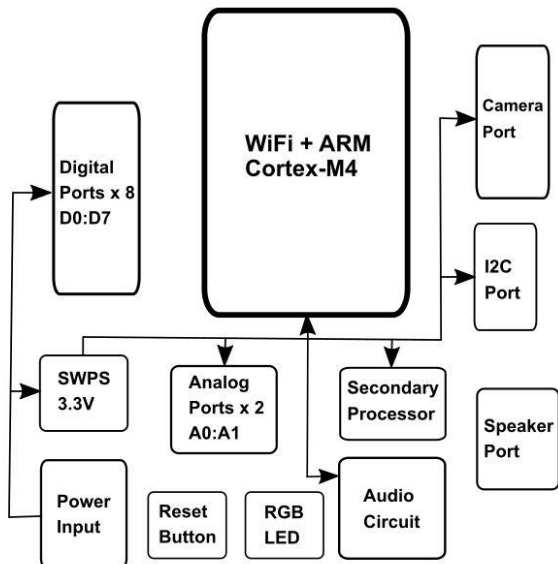 WiFi + ARM
Cortex-M4
Camera
Port
Digital
Ports x 8
D0:D7
I2C
Port
SWPS
3.3V
Analog
Ports x 2
A0:A1
Secondary
Processor
Speaker
Port
Power
Input
Reset
Button
RGB
LED
Audio
Circuit